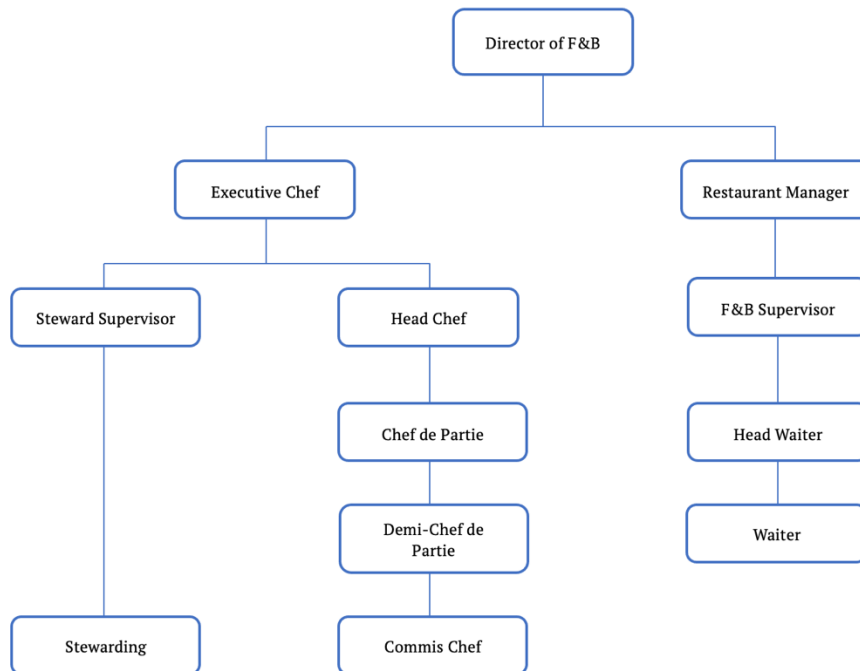 Director of F&B
Executive Chef
Restaurant Manager
Steward Supervisor
Head Chef
F&B Supervisor
Chef de Partie
Head Waiter
Demi-Chef de
Partie
Waiter
Stewarding
Commis Chef